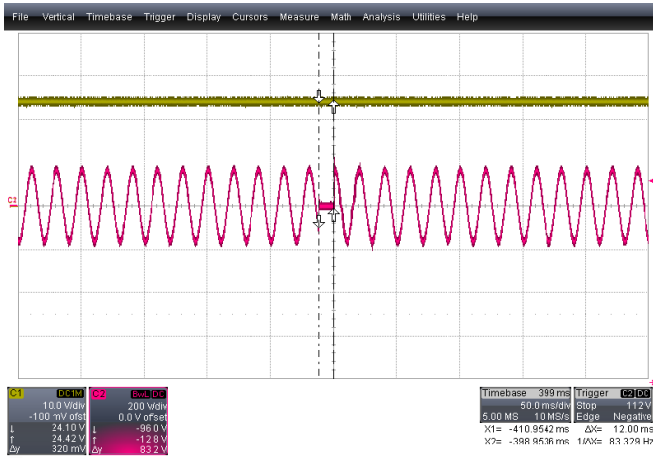 File Vertical Timebase Trigger Display Cursors Measure Math Analysis Utilities Help
C2
C1 DC1M
10.0 V/div
-100 mV ofst
↓ 24.10 V
↑ 24.42 V
Δy 320 mV
C2 BwL DC
200 V/div
0.0 V ofset
↓ -96.0 V
↑ -12.8 V
Δy 83.2 V
Timebase 399 ms
50.0 ms/div
5.00 MS 10 MS/s
Trigger C2 DC
Stop 112 V
Edge Negative
X1= -410.9542 ms ΔX= 12.00 ms
X2= -398.9536 ms 1/ΔX= 83.329 Hz